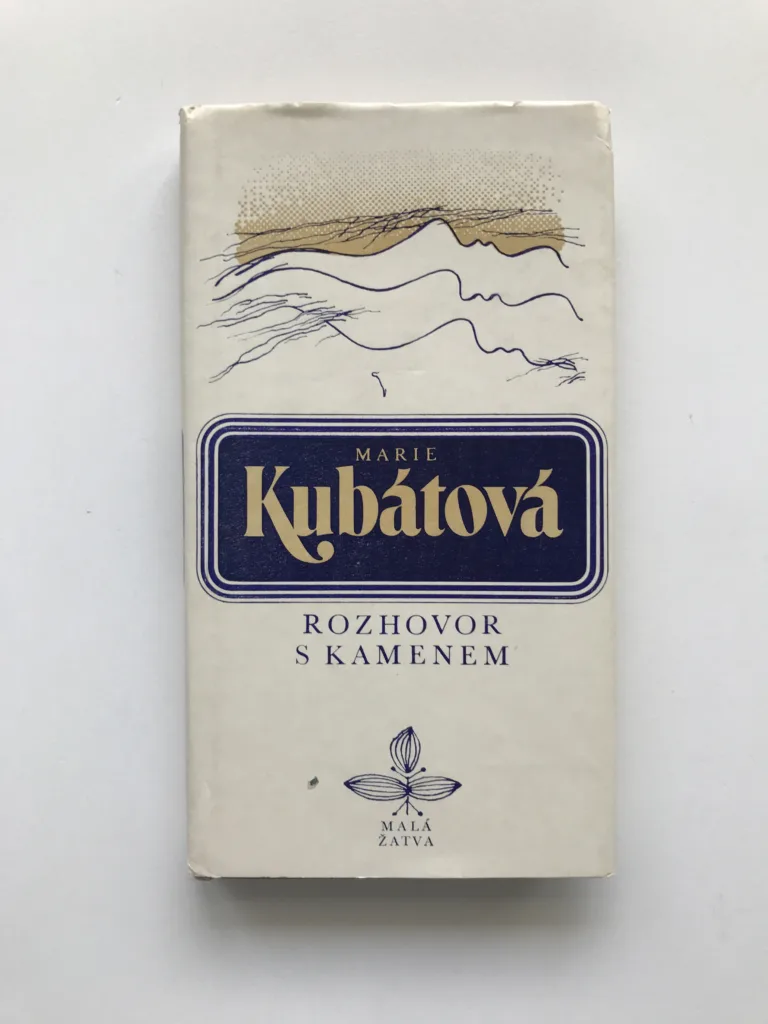 MARIE
Kubátová
ROZHOVOR
S KAMENEM
MALÁ
ŽATVA